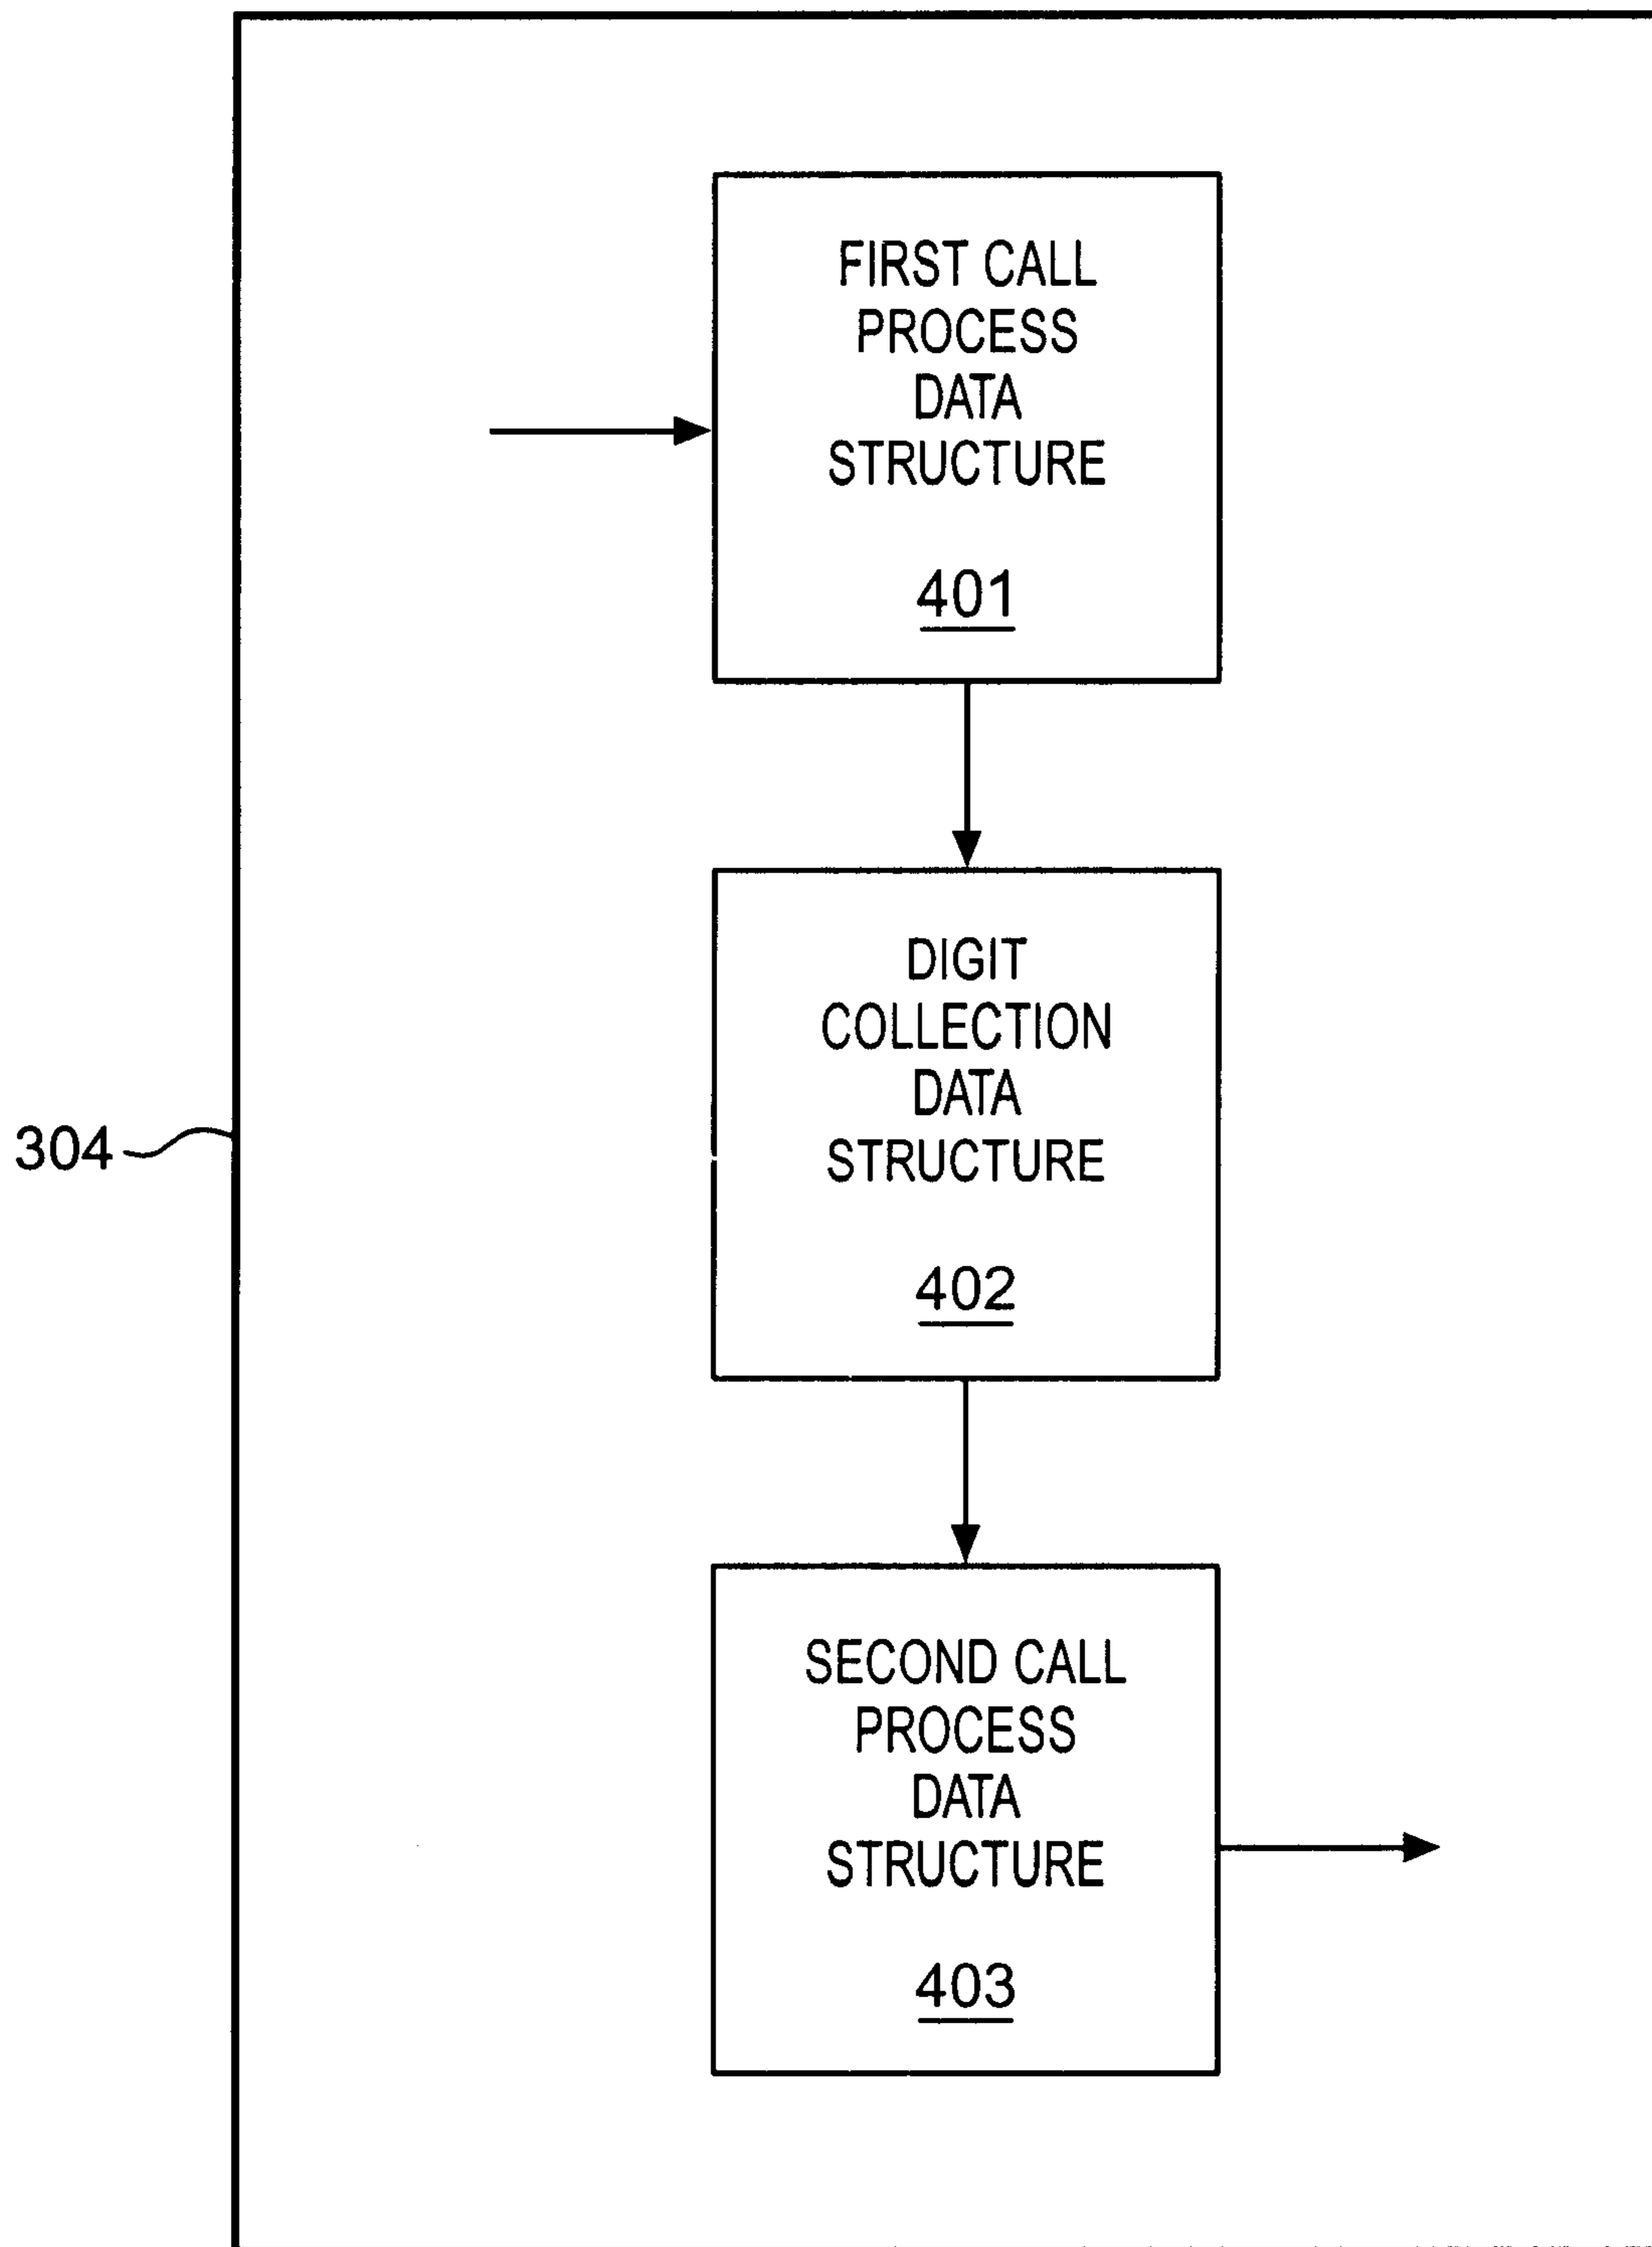 FIRST CALL
PROCESS
DATA
STRUCTURE
401
DIGIT
COLLECTION
DATA
STRUCTURE
402
304
SECOND CALL
PROCESS
DATA
STRUCTURE
403